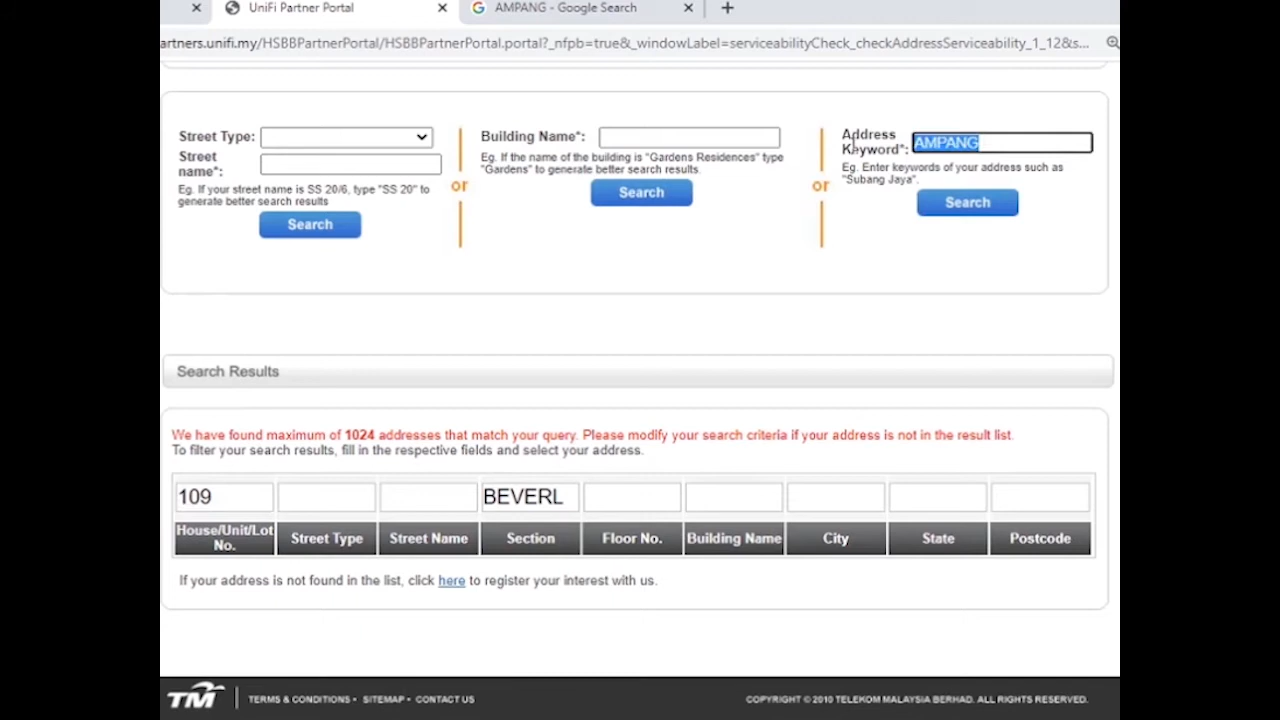 UniFi Partner Portal
AMPANG - Google Search
artners.unifi.my/HSBBPartnerPortal/HSBBPartnerPortal.portal?_nfpb=true&_windowLabel=serviceabilityCheck_checkAddressServiceability_1_12&s...
Street Type:
Street name*:
Eg. If your street name is SS 20/6, type "SS 20" to
generate better search results
Search
or
Building Name*:
Eg. If the name of the building is "Gardens Residences" type
"Gardens" to generate better search results.
Search
or
Address
Keyword*:
AMPANG
Eg. Enter keywords of your address such as
"Subang Jaya".
Search
Search Results
We have found maximum of 1024 addresses that match your query. Please modify your search criteria if your address is not in the result list.
To filter your search results, fill in the respective fields and select your address.
109 BEVERL
House/Unit/Lot No. Street Type Street Name Section Floor No. Building Name City State Postcode
If your address is not found in the list, click here to register your interest with us.
TM TERMS & CONDITIONS • SITEMAP • CONTACT US COPYRIGHT © 2010 TELEKOM MALAYSIA BERHAD. ALL RIGHTS RESERVED.